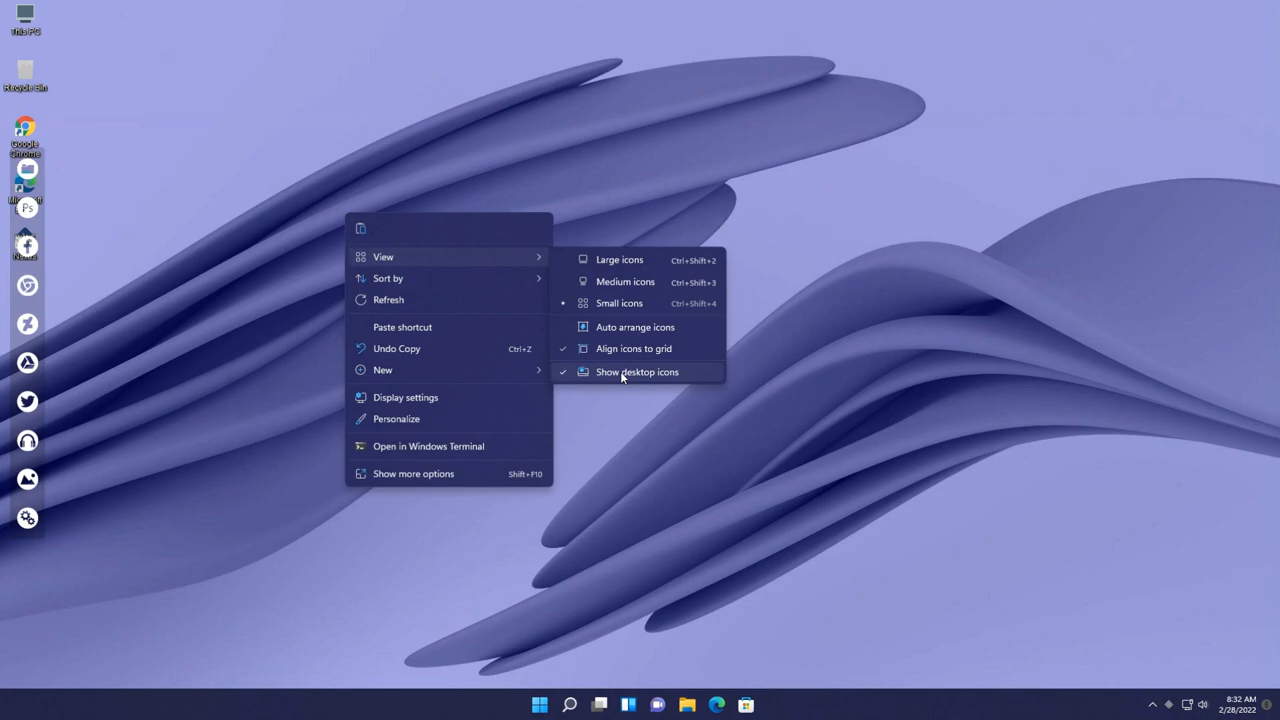 This PC
Recycle Bin
Google
Chrome
Ps
View
Sort by
Refresh
Paste shortcut
Undo Copy Ctrl+Z
New
Display settings
Personalize
Open in Windows Terminal
Show more options Shift+F10
Large icons Ctrl+Shift+2
Medium icons Ctrl+Shift+3
Small icons Ctrl+Shift+4
Auto arrange icons
Align icons to grid
Show desktop icons
8:32 AM
2/28/2022